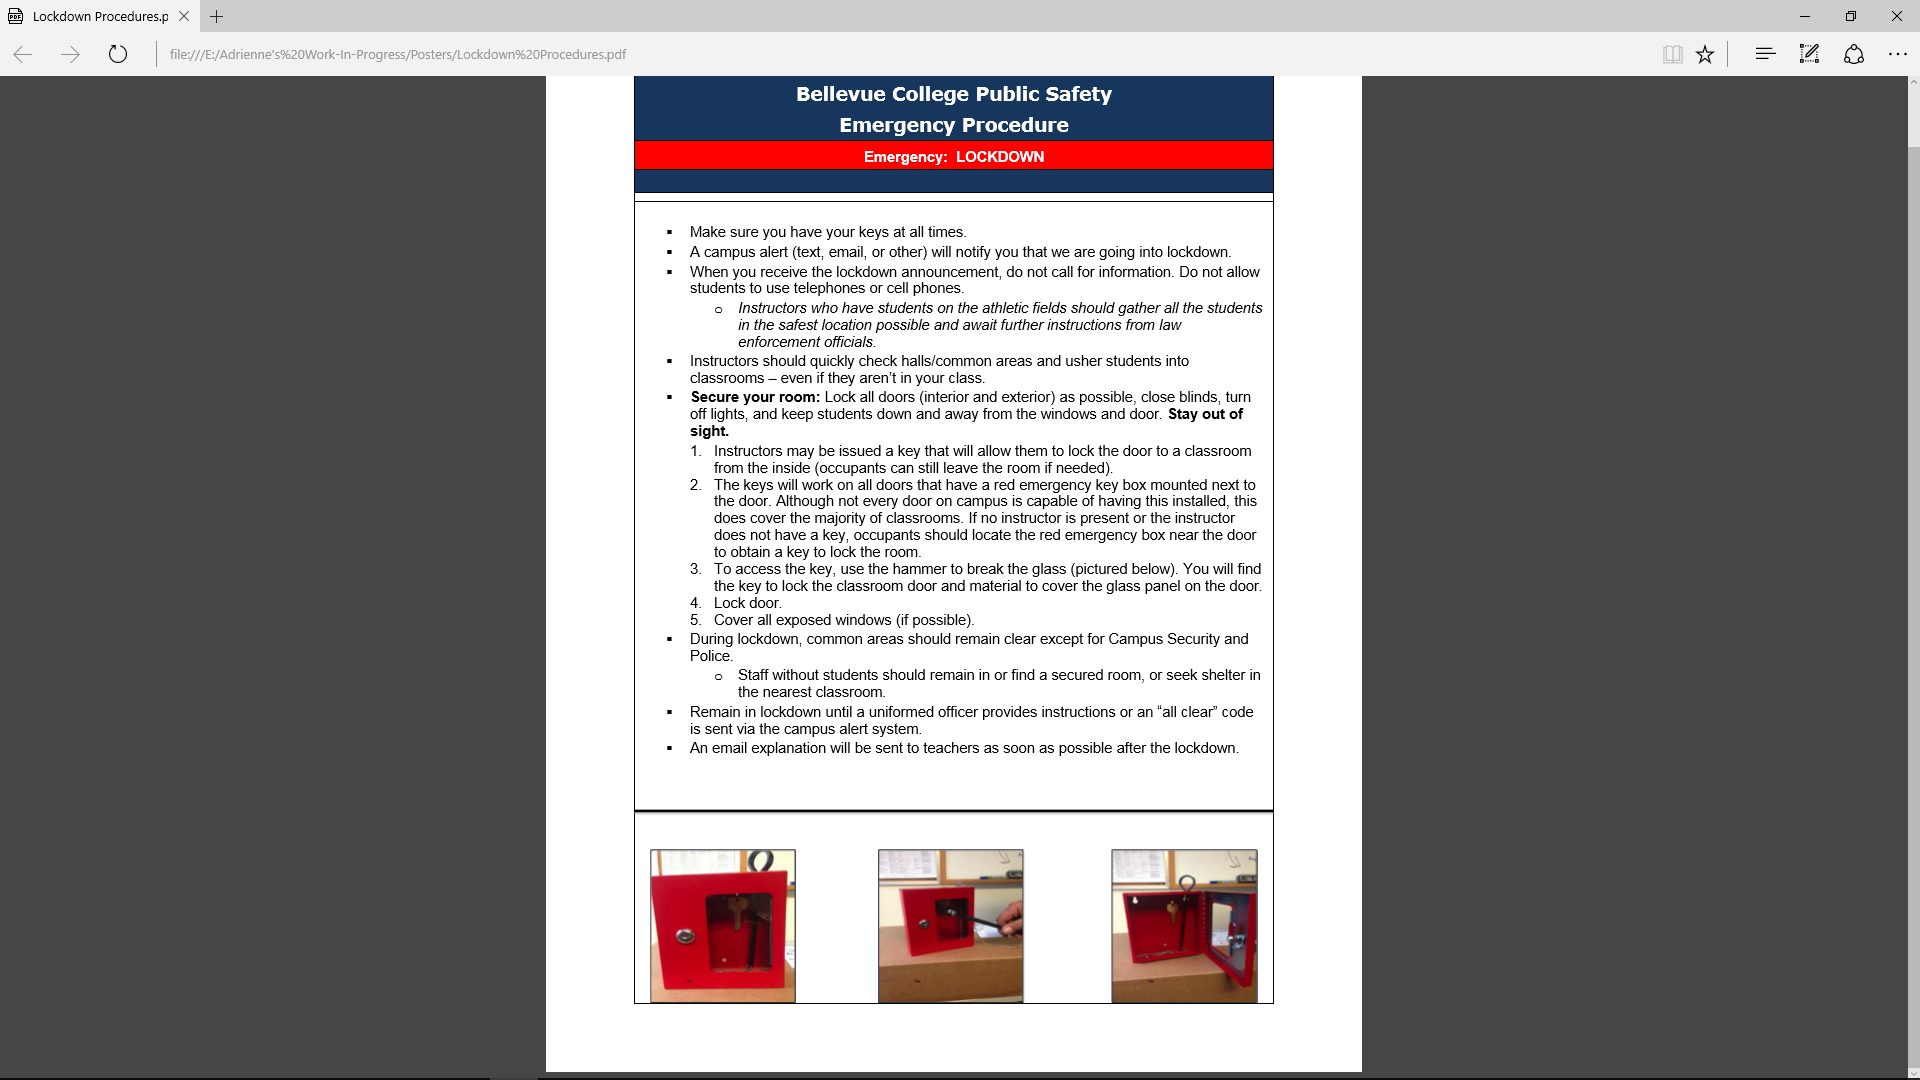 Lockdown Procedures.p
file:///E:/Adrienne's%20Work-In-Progress/Posters/Lockdown%20Procedures.pdf
Bellevue College Public Safety
Emergency Procedure
Emergency: LOCKDOWN
▪ Make sure you have your keys at all times.
▪ A campus alert (text, email, or other) will notify you that we are going into lockdown.
▪ When you receive the lockdown announcement, do not call for information. Do not allow
students to use telephones or cell phones.
o Instructors who have students on the athletic fields should gather all the students
in the safest location possible and await further instructions from law
enforcement officials.
▪ Instructors should quickly check halls/common areas and usher students into
classrooms – even if they aren’t in your class.
▪ Secure your room: Lock all doors (interior and exterior) as possible, close blinds, turn
off lights, and keep students down and away from the windows and door. Stay out of
sight.
1. Instructors may be issued a key that will allow them to lock the door to a classroom
from the inside (occupants can still leave the room if needed).
2. The keys will work on all doors that have a red emergency key box mounted next to
the door. Although not every door on campus is capable of having this installed, this
does cover the majority of classrooms. If no instructor is present or the instructor
does not have a key, occupants should locate the red emergency box near the door
to obtain a key to lock the room.
3. To access the key, use the hammer to break the glass (pictured below). You will find
the key to lock the classroom door and material to cover the glass panel on the door.
4. Lock door.
5. Cover all exposed windows (if possible).
▪ During lockdown, common areas should remain clear except for Campus Security and
Police.
o Staff without students should remain in or find a secured room, or seek shelter in
the nearest classroom.
▪ Remain in lockdown until a uniformed officer provides instructions or an “all clear” code
is sent via the campus alert system.
▪ An email explanation will be sent to teachers as soon as possible after the lockdown.